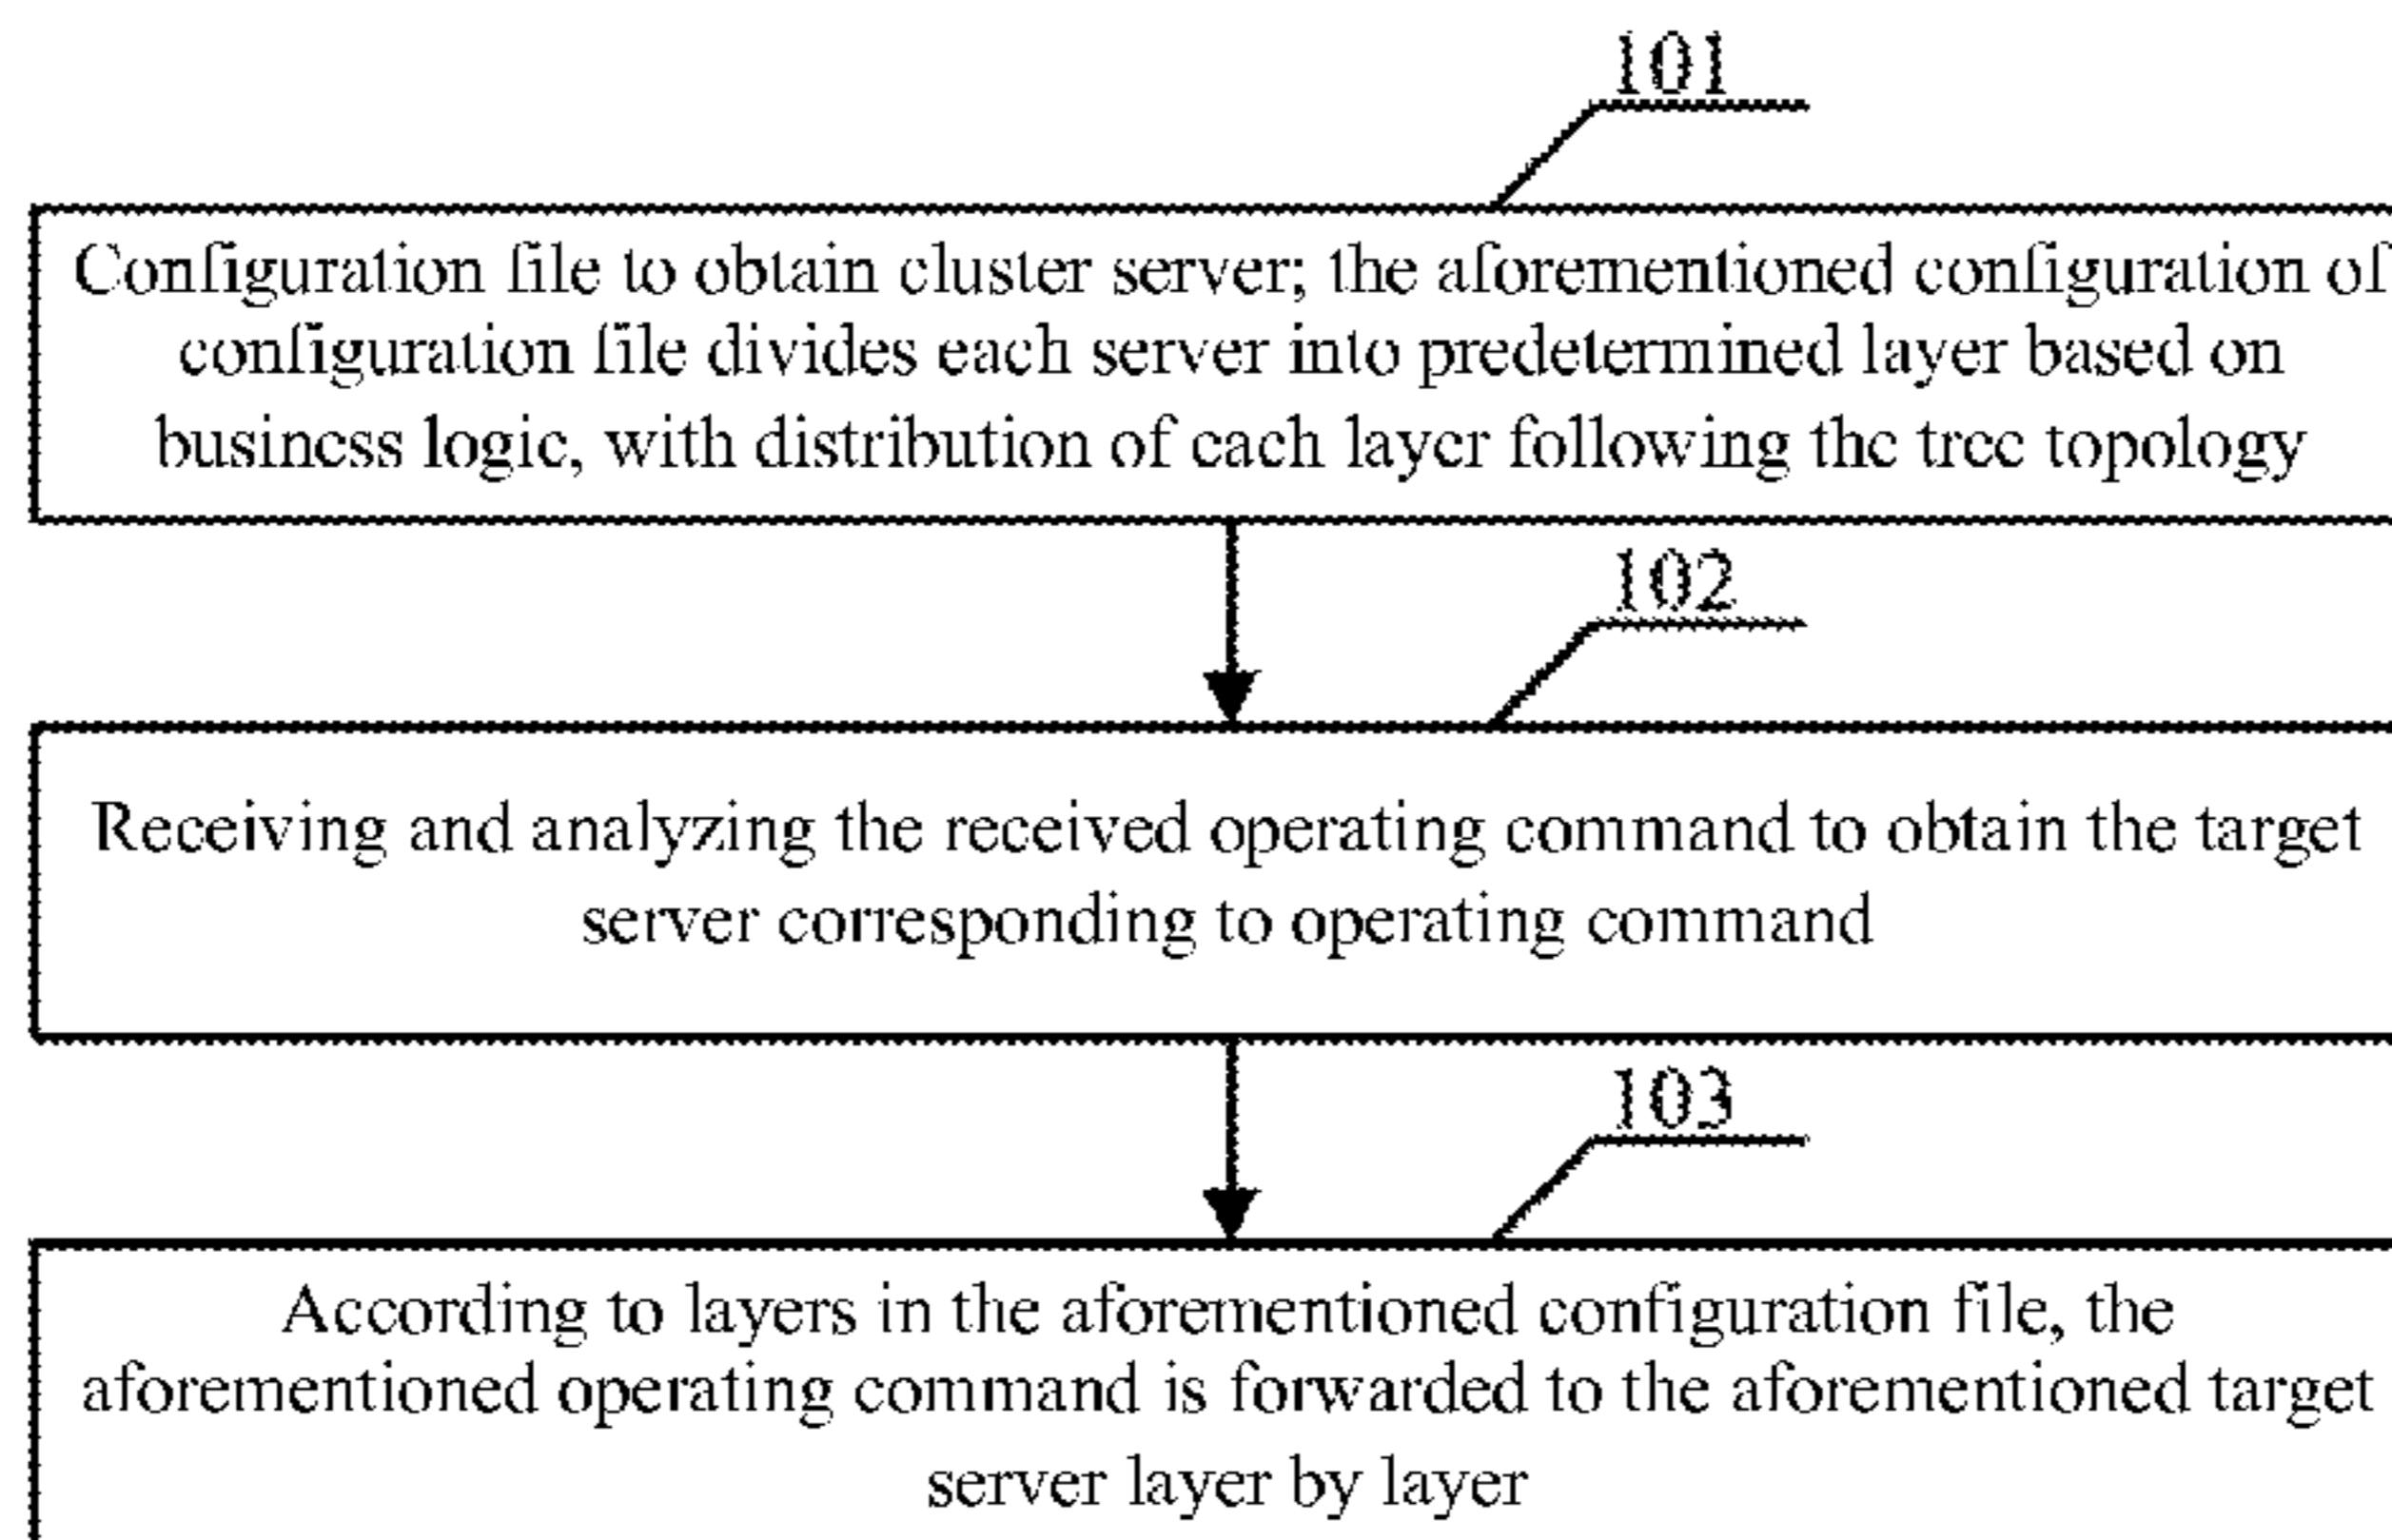 101
Configuration file to obtain cluster server; the aforementioned configuration of
configuration file divides each server into predetermined layer based on
business logic, with distribution of each layer following the tree topology
102
Receiving and analyzing the received operating command to obtain the target
server corresponding to operating command
103
According to layers in the aforementioned configuration file, the
aforementioned operating command is forwarded to the aforementioned target
server layer by layer